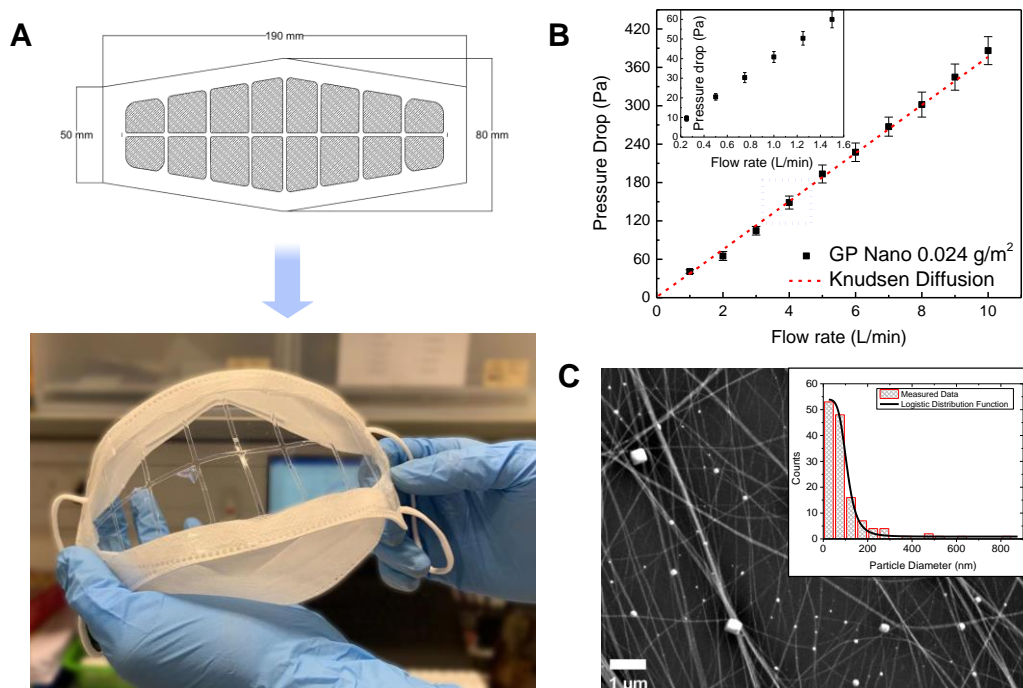 A
190 mm
50 mm
80 mm
B
Pressure Drop (Pa)
420
360
300
240
180
120
60
0
0 2 4 6 8 10
Flow rate (L/min)
Pressure drop (Pa)
60
50
40
30
20
10
0
0.2 0.4 0.6 0.8 1.0 1.2 1.4 1.6
Flow rate (L/min)
GP Nano 0.024 g/m²
Knudsen Diffusion
C
Counts
60
50
40
30
20
10
0
0 200 400 600 800
Particle Diameter (nm)
Measured Data
Logistic Distribution Function
1 μm